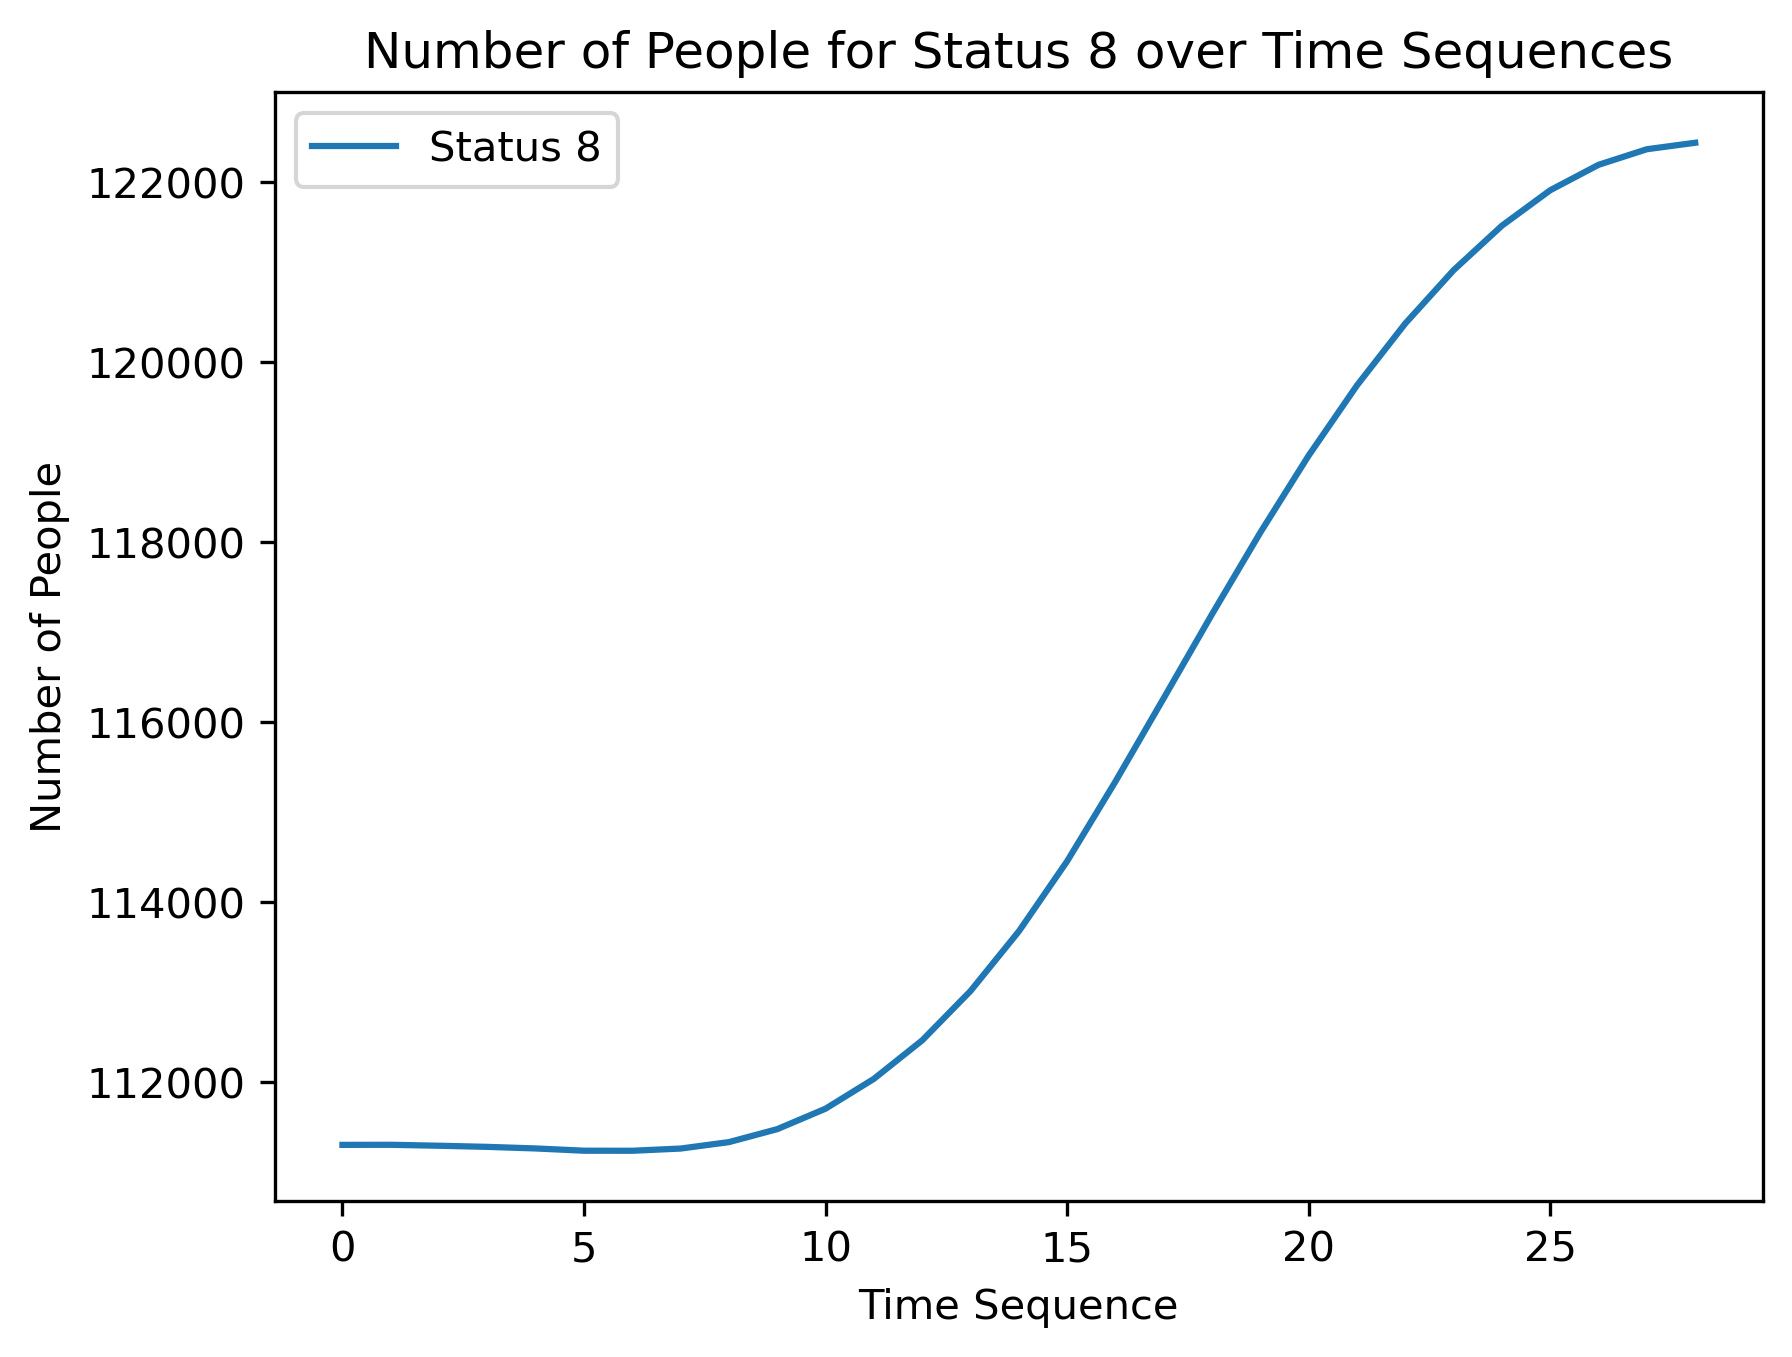 Number of People for Status 8 over Time Sequences
Status 8
122000
120000
118000
116000
114000
112000
Number of People
0 5 10 15 20 25
Time Sequence